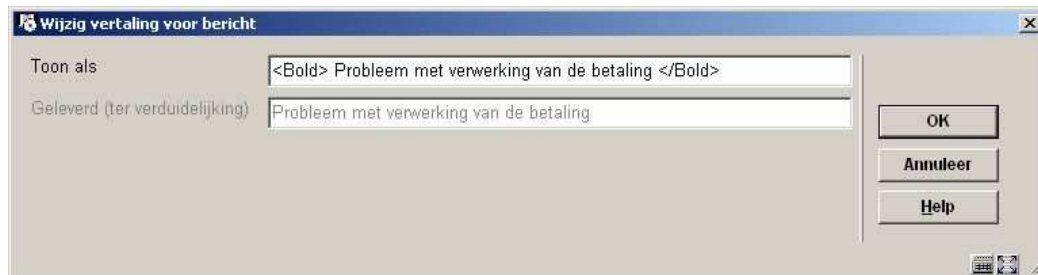 Wijzig vertaling voor bericht
Toon als <Bold> Probleem met verwerking van de betaling </Bold>
Geleverd (ter verduidelijking) Probleem met verwerking van de betaling
OK
Annuleer
Help